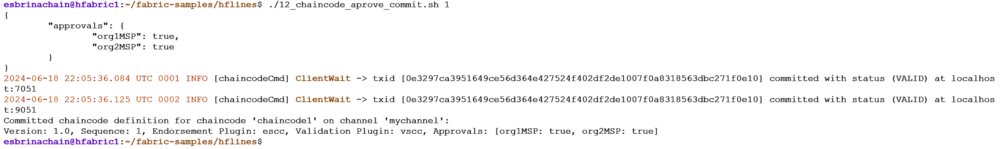 esbrinachain@hfabric1:~/fabric-samples/hflines$ ./12_chaincode_aprove_commit.sh 1
{
        "approvals": {
                "org1MSP": true,
                "org2MSP": true
        }
}
2024-06-18 22:05:36.084 UTC 0001 INFO [chaincodeCmd] ClientWait -> txid [0e3297ca3951649ce56d364e427524f402df2de1007f0a8318563dbc271f0e10] committed with status (VALID) at localhos
t:7051
2024-06-18 22:05:36.125 UTC 0002 INFO [chaincodeCmd] ClientWait -> txid [0e3297ca3951649ce56d364e427524f402df2de1007f0a8318563dbc271f0e10] committed with status (VALID) at localhos
t:9051
Committed chaincode definition for chaincode 'chaincode1' on channel 'mychannel':
Version: 1.0, Sequence: 1, Endorsement Plugin: escc, Validation Plugin: vscc, Approvals: [org1MSP: true, org2MSP: true]
esbrinachain@hfabric1:~/fabric-samples/hflines$